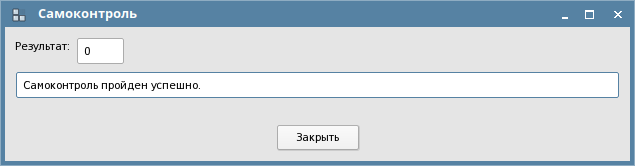 Самоконтроль
Результат: 0
Самоконтроль пройден успешно.
Закрыть